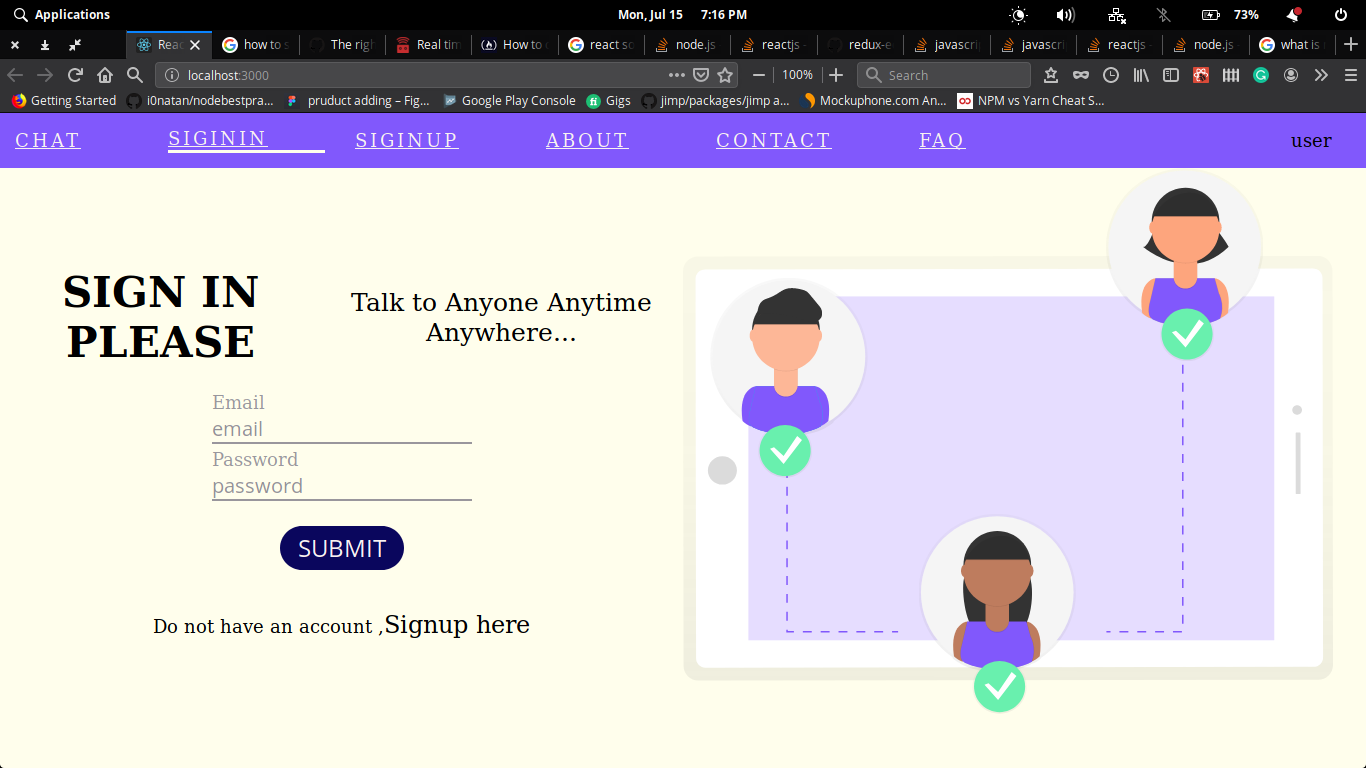 Applications
Mon, Jul 15 7:16 PM
73%
Reac
how to s
The righ
Real tim
How to
react so
node.js
reactjs
redux-e
javascri
javascri
reactjs
node.js
what is
localhost:3000
100%
Search
Getting Started
i0natan/nodebestpra...
pruduct adding – Fig...
Google Play Console
Gigs
jimp/packages/jimp a...
Mockuphone.com An...
NPM vs Yarn Cheat S...
CHAT
SIGININ
SIGINUP
ABOUT
CONTACT
FAQ
user
SIGN IN
PLEASE
Talk to Anyone Anytime
Anywhere...
Email
email
Password
password
SUBMIT
Do not have an account ,Signup here